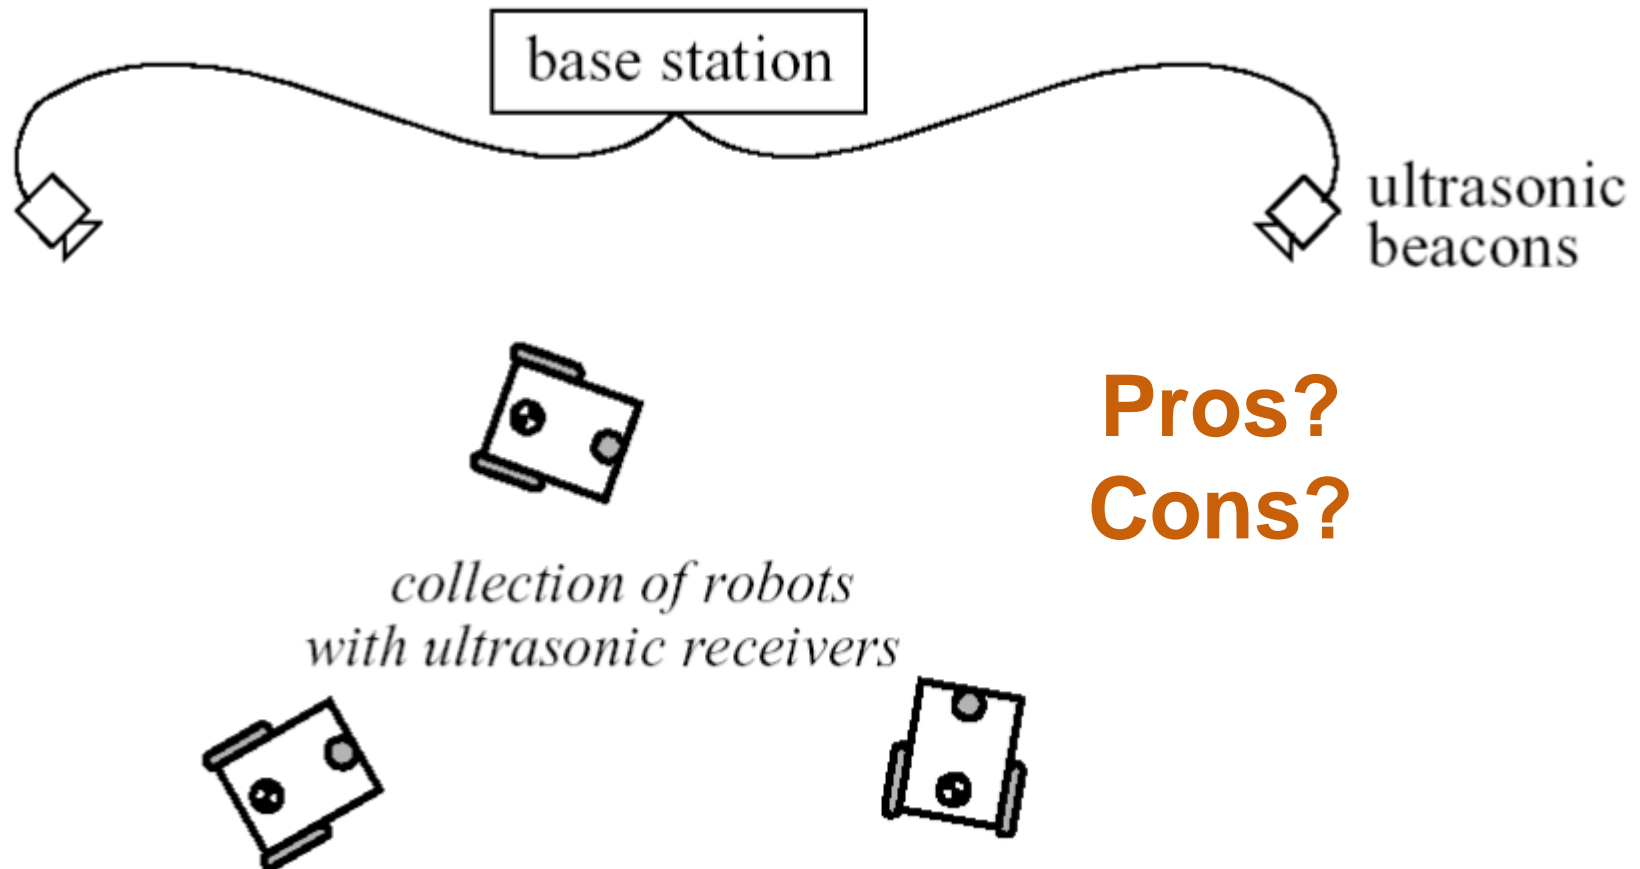 base station
ultrasonic
beacons
Pros?
Cons?
collection of robots
with ultrasonic receivers